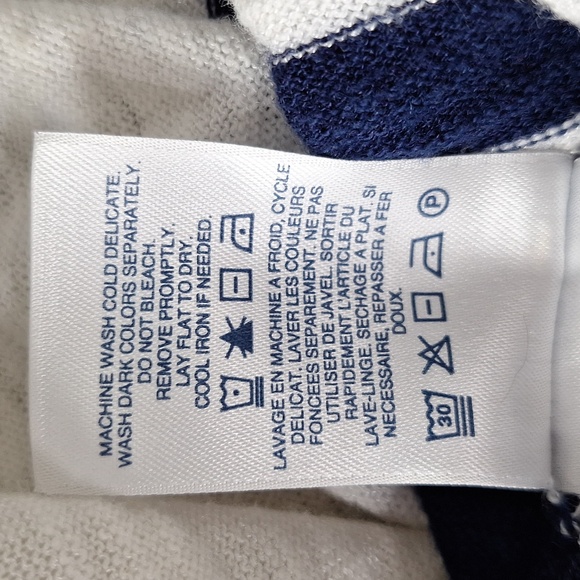 MACHINE WASH COLD DELICATE.
WASH DARK COLORS SEPARATELY.
DO NOT BLEACH.
REMOVE PROMPTLY.
LAY FLAT TO DRY.
COOL IRON IF NEEDED.
LAVAGE EN MACHINE A FROID, CYCLE
DELICAT. LAVER LES COULEURS
FONCEES SEPAREMENT. NE PAS
UTILISER DE JAVEL. SORTIR
RAPIDEMENT L'ARTICLE DU
LAVE-LINGE. SECHAGE A PLAT. SI
NECESSAIRE, REPASSER A FER
DOUX.
30 P